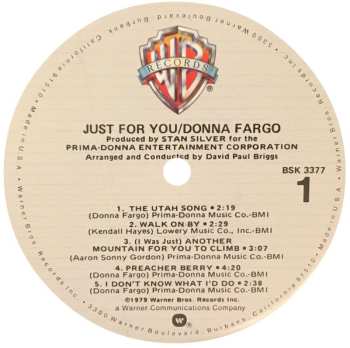 WB
RECORDS
JUST FOR YOU/DONNA FARGO
Produced by STAN SILVER for the
PRIMA-DONNA ENTERTAINMENT CORPORATION
Arranged and Conducted by David Paul Briggs
BSK 3377
1
1. THE UTAH SONG • 2:19
(Donna Fargo) Prima-Donna Music Co.-BMI
2. WALK ON BY • 2:29
(Kendall Hayes) Lowery Music Co., Inc.-BMI
3. (I Was Just) ANOTHER
MOUNTAIN FOR YOU TO CLIMB • 3:07
(Aaron Sonny Gordon) Prima-Donna Music Co.-BMI
4. PREACHER BERRY • 4:20
(Donna Fargo) Prima-Donna Music Co.-BMI
5. I DON'T KNOW WHAT I'D DO • 2:38
(Donna Fargo) Prima-Donna Music Co.-BMI
©1979 Warner Bros. Records Inc.
a Warner Communications Company